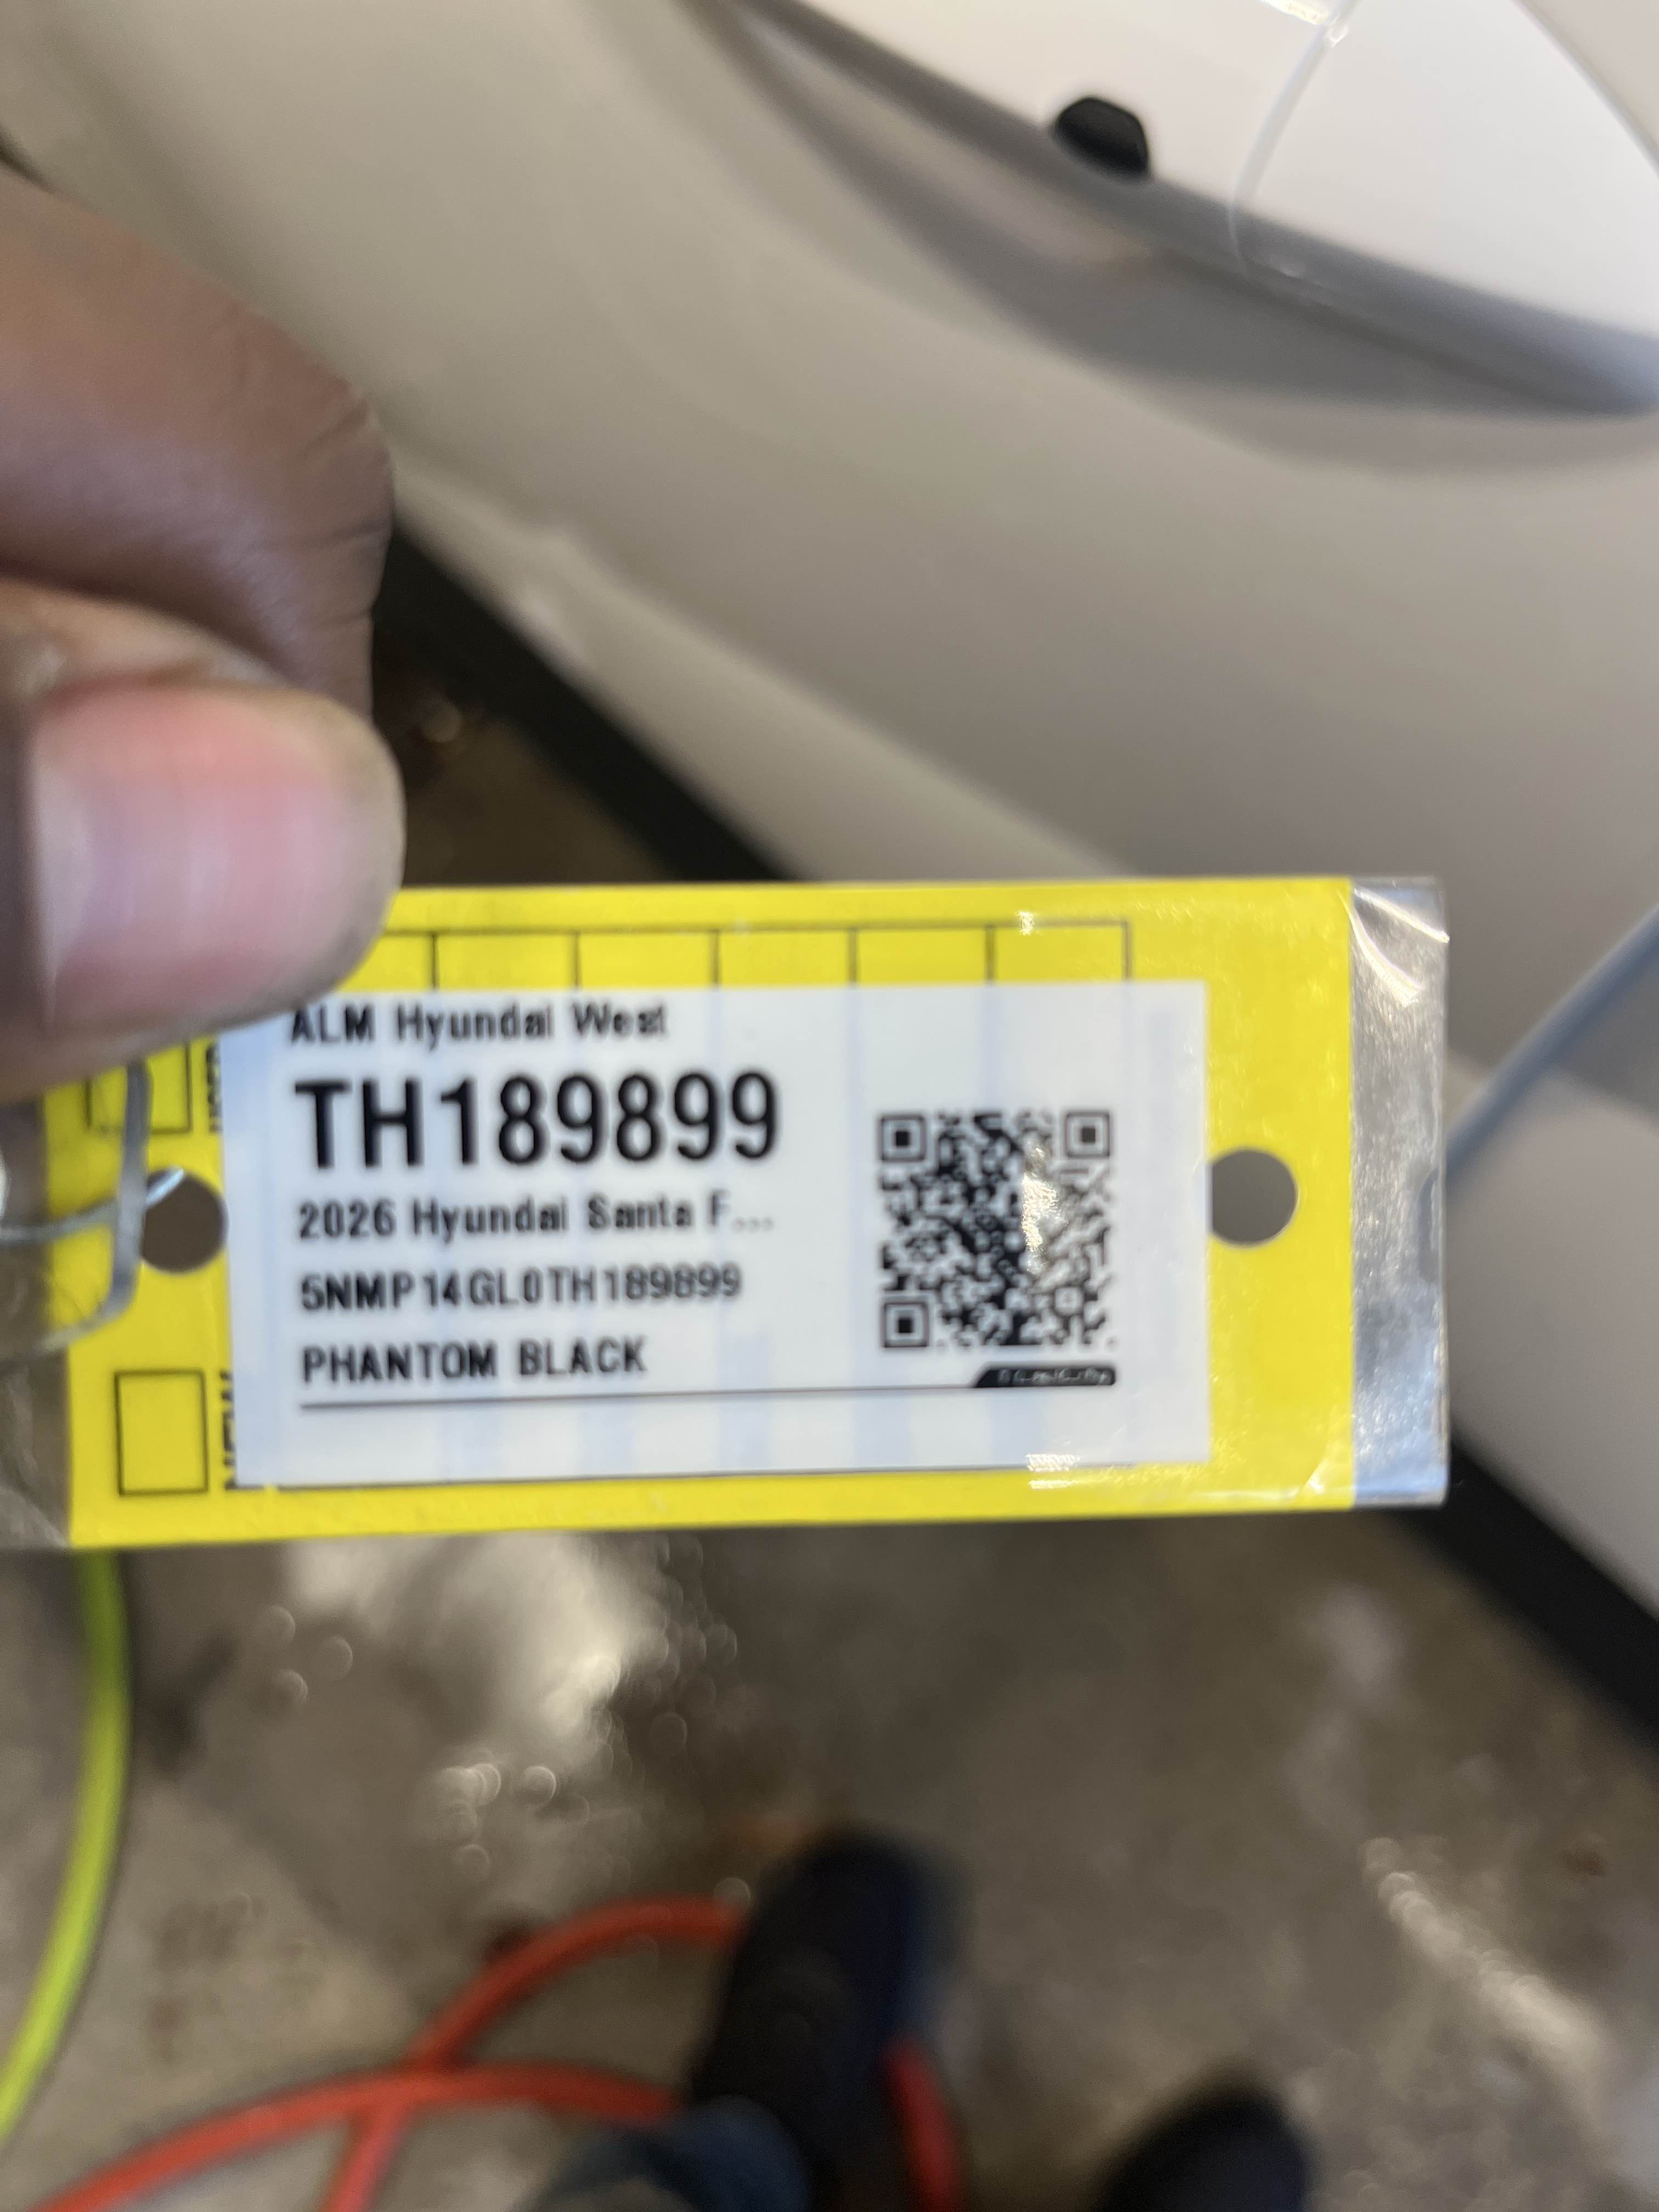 ALM Hyundai West
TH189899
2026 Hyundai Santa F...
5NMP14GL0TH189899
PHANTOM BLACK